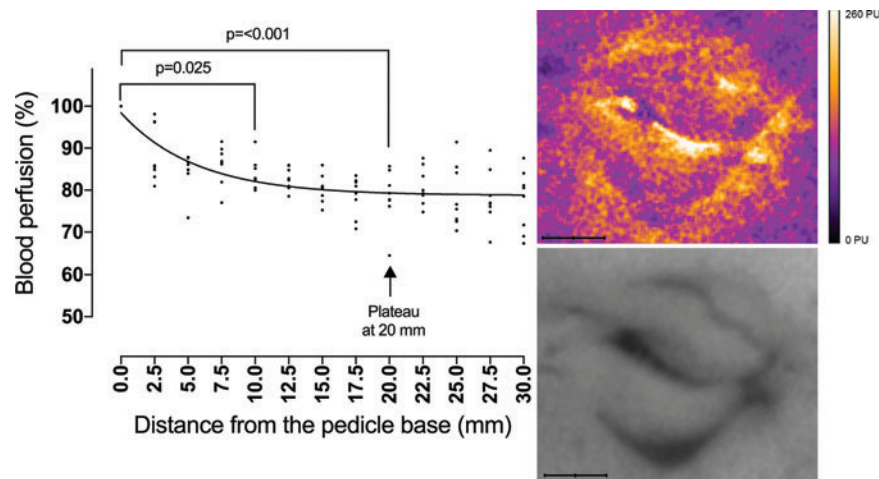 p=<0.001
p=0.025
Blood perfusion (%)
100
90
80
70
60
50
Plateau
at 20 mm
0.0
2.5
5.0
7.5
10.0
12.5
15.0
17.5
20.0
22.5
25.0
27.5
30.0
Distance from the pedicle base (mm)
260 PU
0 PU